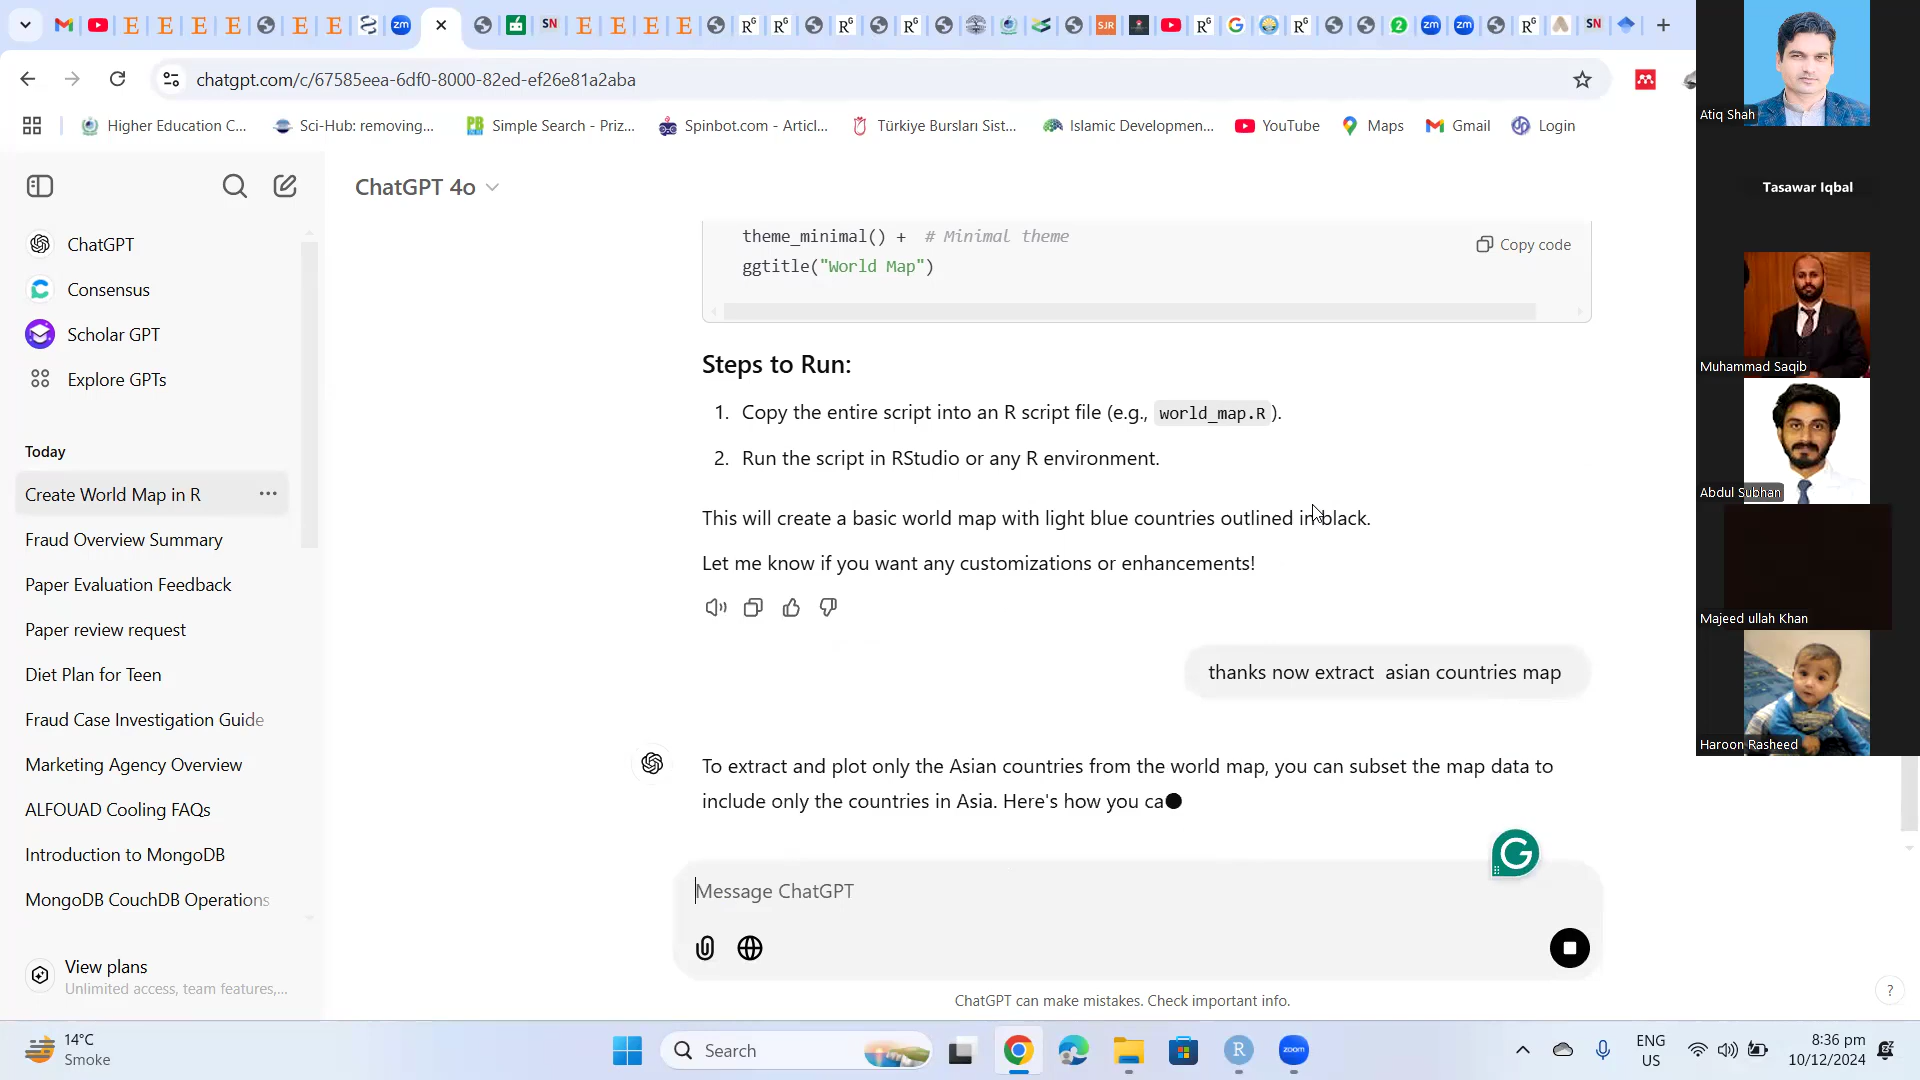 chatgpt.com/c/67585eea-6df0-8000-82ed-ef26e81a2aba
Higher Education C...
Sci-Hub: removing...
Simple Search - Priz...
Spinbot.com - Articl...
Türkiye Bursları Sist...
Islamic Developmen...
YouTube
Maps
Gmail
Login
ChatGPT
Consensus
Scholar GPT
Explore GPTs
Today
Create World Map in R
Fraud Overview Summary
Paper Evaluation Feedback
Paper review request
Diet Plan for Teen
Fraud Case Investigation Guide
Marketing Agency Overview
ALFOUAD Cooling FAQs
Introduction to MongoDB
MongoDB CouchDB Operations
View plans
Unlimited access, team features,...
ChatGPT 4o
theme_minimal() +  # Minimal theme
ggtitle("World Map")
Copy code
Steps to Run:
1. Copy the entire script into an R script file (e.g., world_map.R).
2. Run the script in RStudio or any R environment.
This will create a basic world map with light blue countries outlined in black.
Let me know if you want any customizations or enhancements!
thanks now extract  asian countries map
To extract and plot only the Asian countries from the world map, you can subset the map data to
include only the countries in Asia. Here's how you ca
Message ChatGPT
ChatGPT can make mistakes. Check important info.
?
Atiq Shah
Tasawar Iqbal
Muhammad Saqib
Abdul Subhan
Majeed ullah Khan
Haroon Rasheed
14°C
Smoke
Search
zoom
ENG
US
8:36 pm
10/12/2024